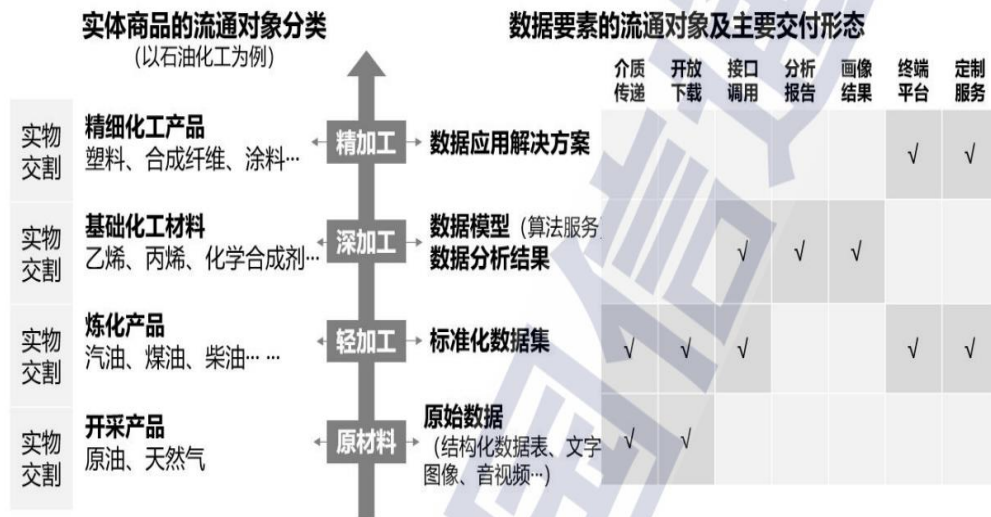 实体商品的流通对象分类
(以石油化工为例)
数据要素的流通对象及主要交付形态
介质
传递
开放
下载
接口
调用
分析
报告
画像
结果
终端
平台
定制
服务
实物
交割
精细化工产品
塑料、合成纤维、涂料…
精加工
数据应用解决方案
√ √
实物
交割
基础化工材料
乙烯、丙烯、化学合成剂…
深加工
数据模型（算法服务
数据分析结果
√ √ √
实物
交割
炼化产品
汽油、煤油、柴油… …
轻加工
标准化数据集
√ √ √ √ √
实物
交割
开采产品
原油、天然气
原材料
原始数据
（结构化数据表、文字
图像、音视频…）
√ √